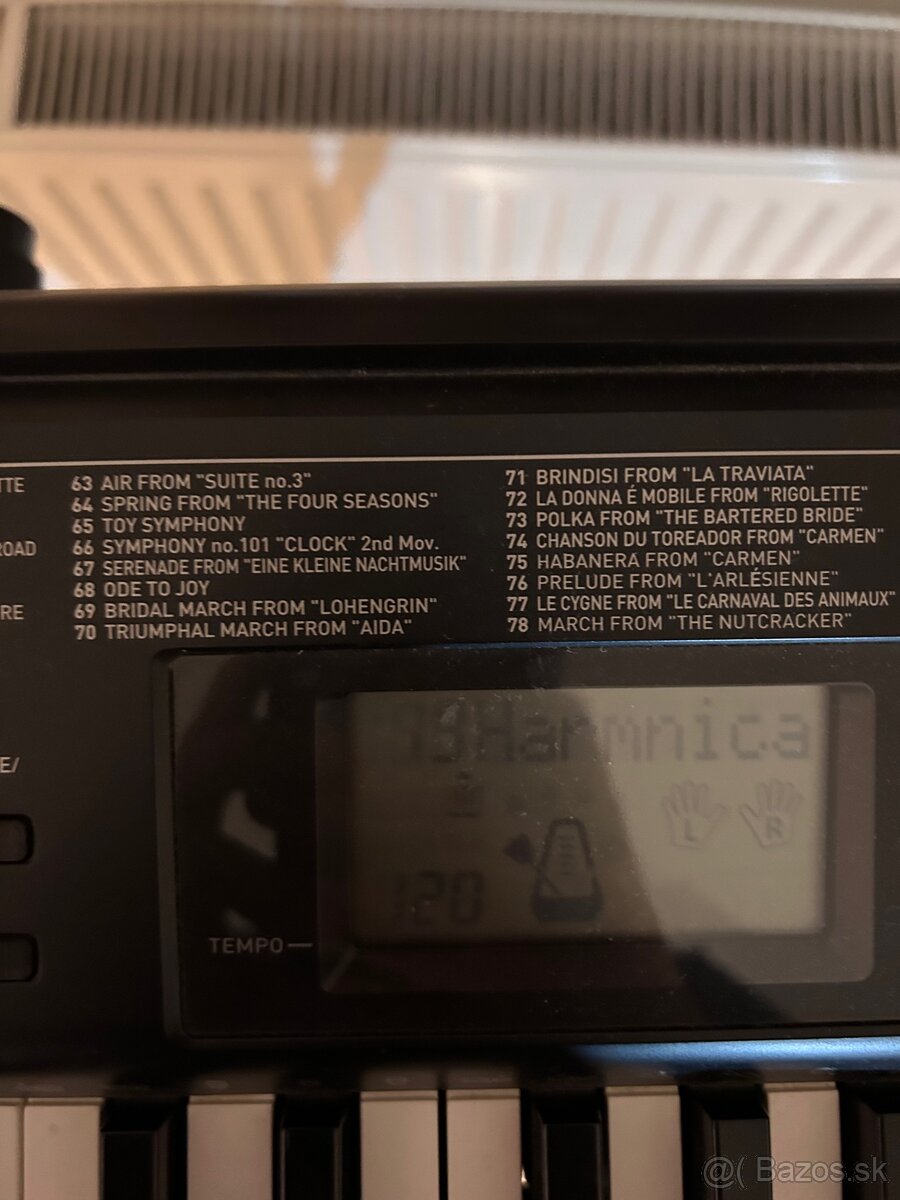 TTE
ROAD
RE
63 AIR FROM "SUITE no.3"
64 SPRING FROM "THE FOUR SEASONS"
65 TOY SYMPHONY
66 SYMPHONY no.101 "CLOCK" 2nd Mov.
67 SERENADE FROM "EINE KLEINE NACHTMUSIK"
68 ODE TO JOY
69 BRIDAL MARCH FROM "LOHENGRIN"
70 TRIUMPHAL MARCH FROM "AIDA"
71 BRINDISI FROM "LA TRAVIATA"
72 LA DONNA É MOBILE FROM "RIGOLETTE"
73 POLKA FROM "THE BARTERED BRIDE"
74 CHANSON DU TOREADOR FROM "CARMEN"
75 HABANERA FROM "CARMEN"
76 PRELUDE FROM "L'ARLÉSIENNE"
77 LE CYGNE FROM "LE CARNAVAL DES ANIMAUX"
78 MARCH FROM "THE NUTCRACKER"
E/
Harmnica
L R
120
TEMPO
@( Bazos.sk